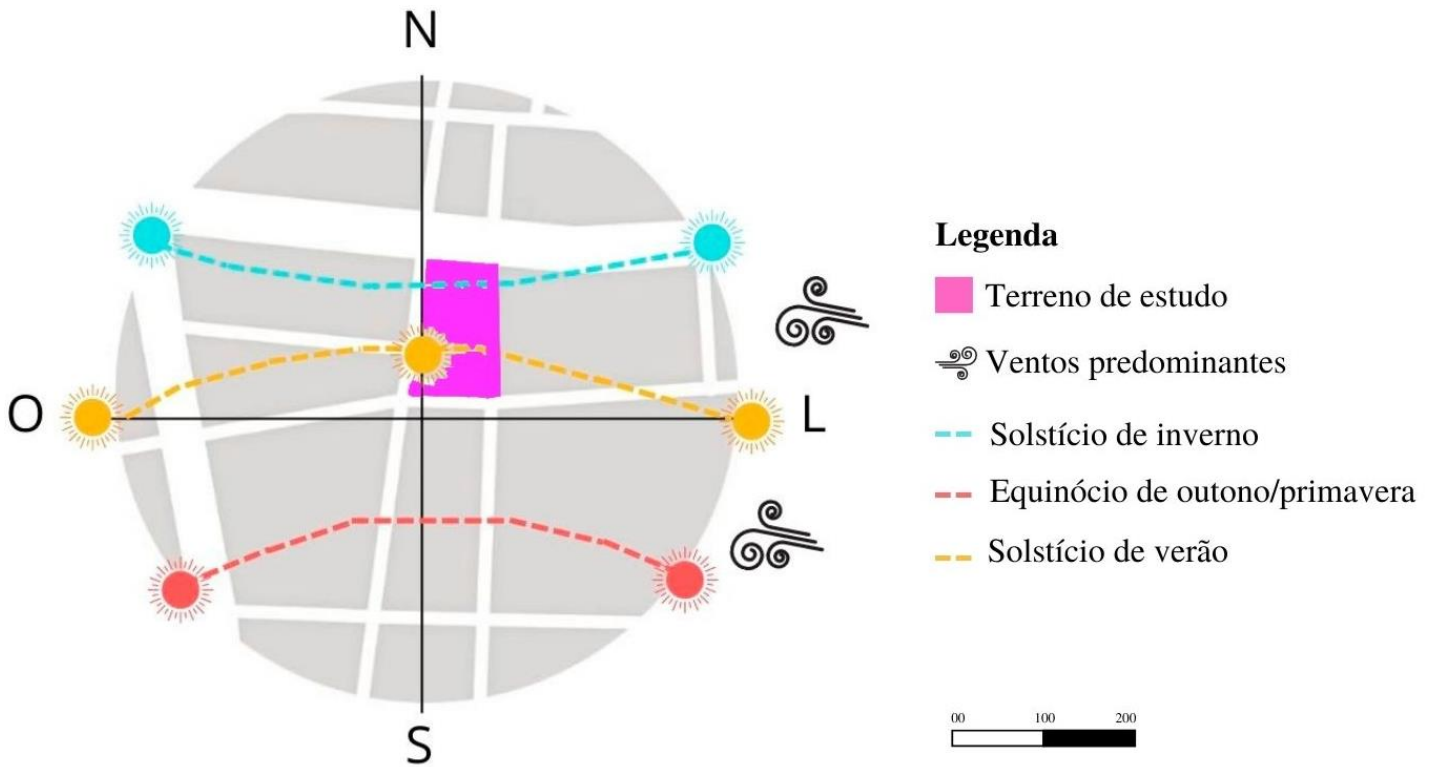 N
O
L
S
Legenda
Terreno de estudo
Ventos predominantes
Solstício de inverno
Equinócio de outono/primavera
Solstício de verão
00 100 200